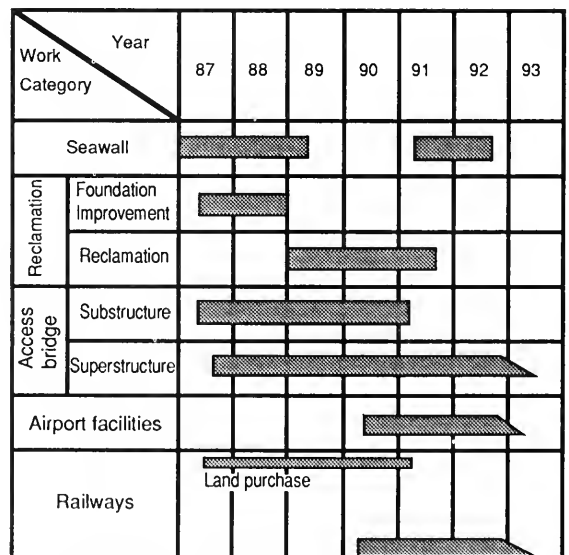 Year
Work
Category
87 88 89 90 91 92 93
Seawall
Reclamation
Foundation
Improvement
Reclamation
Access
bridge
Substructure
Superstructure
Airport facilities
Railways
Land purchase